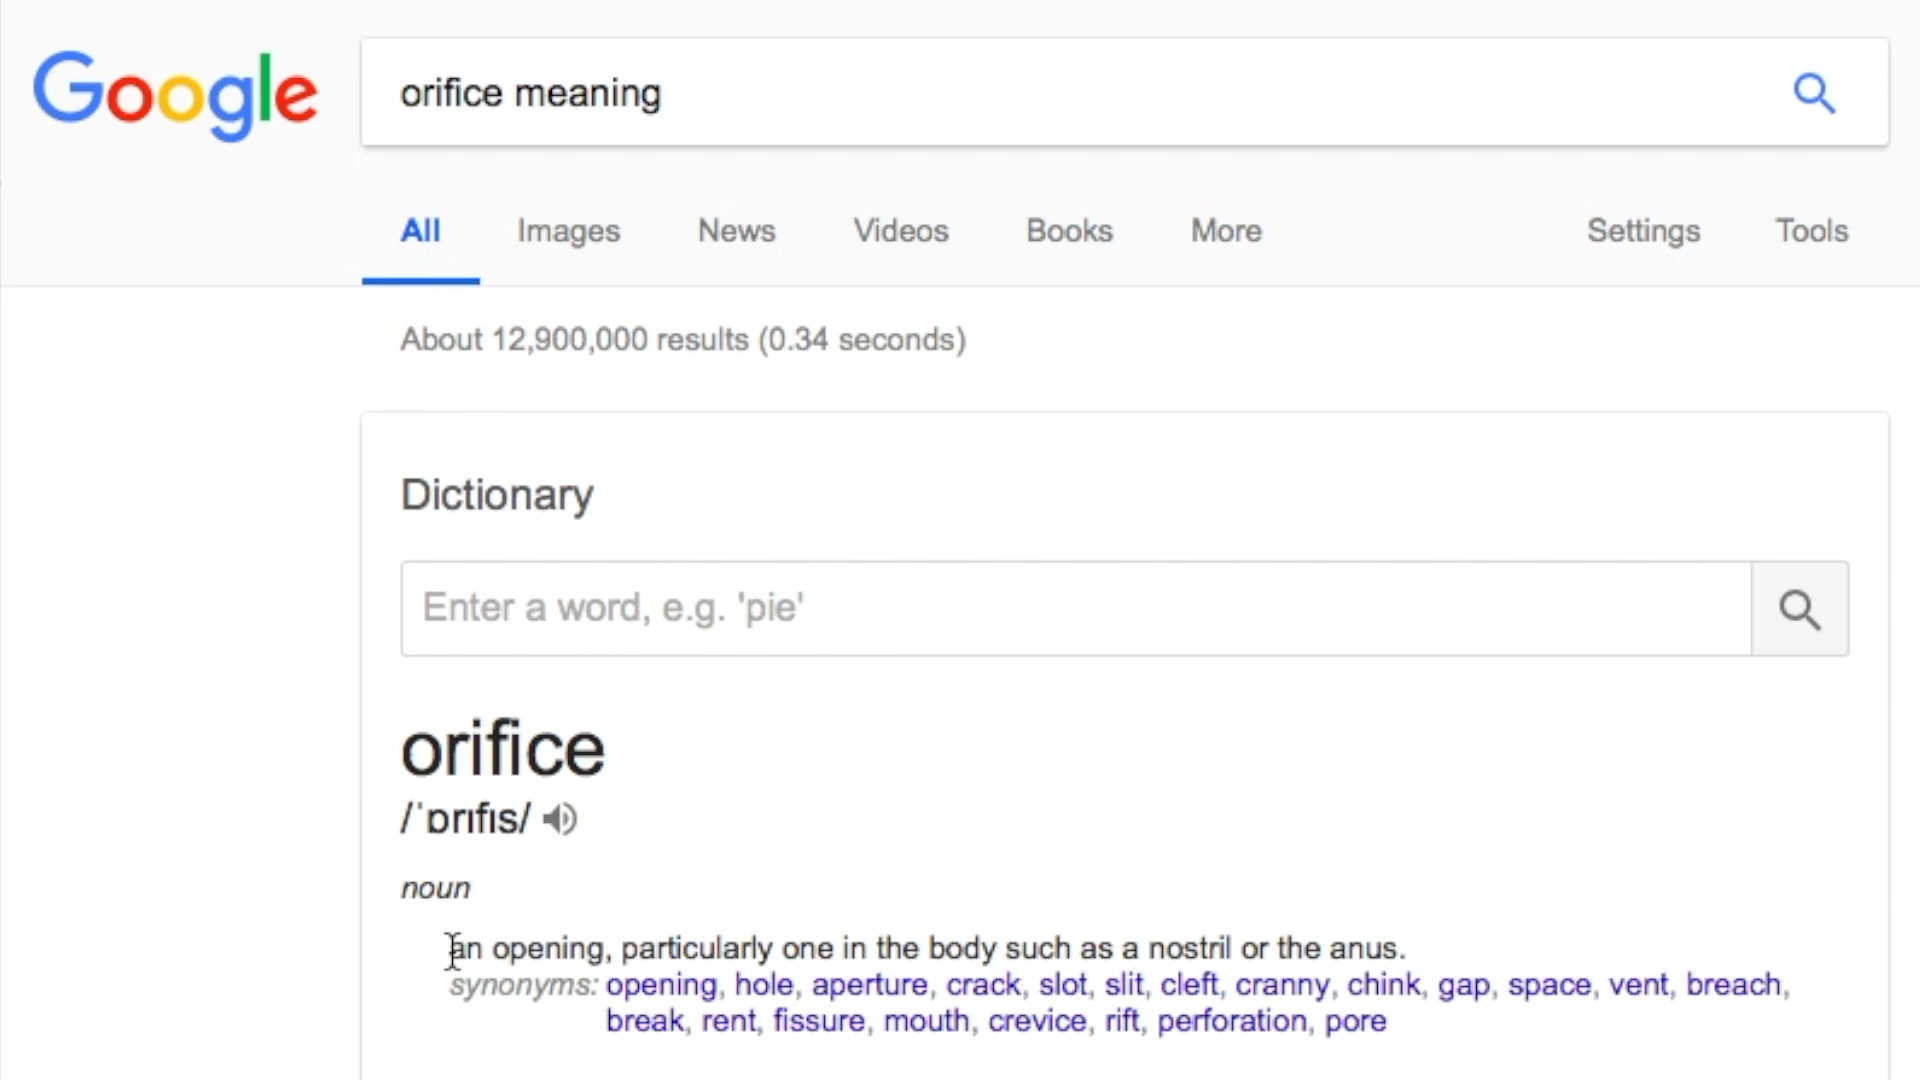 Google
orifice meaning
All Images News Videos Books More Settings Tools
About 12,900,000 results (0.34 seconds)
Dictionary
Enter a word, e.g. 'pie'
orifice
/ˈɒrɪfɪs/
noun
an opening, particularly one in the body such as a nostril or the anus.
synonyms: opening, hole, aperture, crack, slot, slit, cleft, cranny, chink, gap, space, vent, breach,
break, rent, fissure, mouth, crevice, rift, perforation, pore